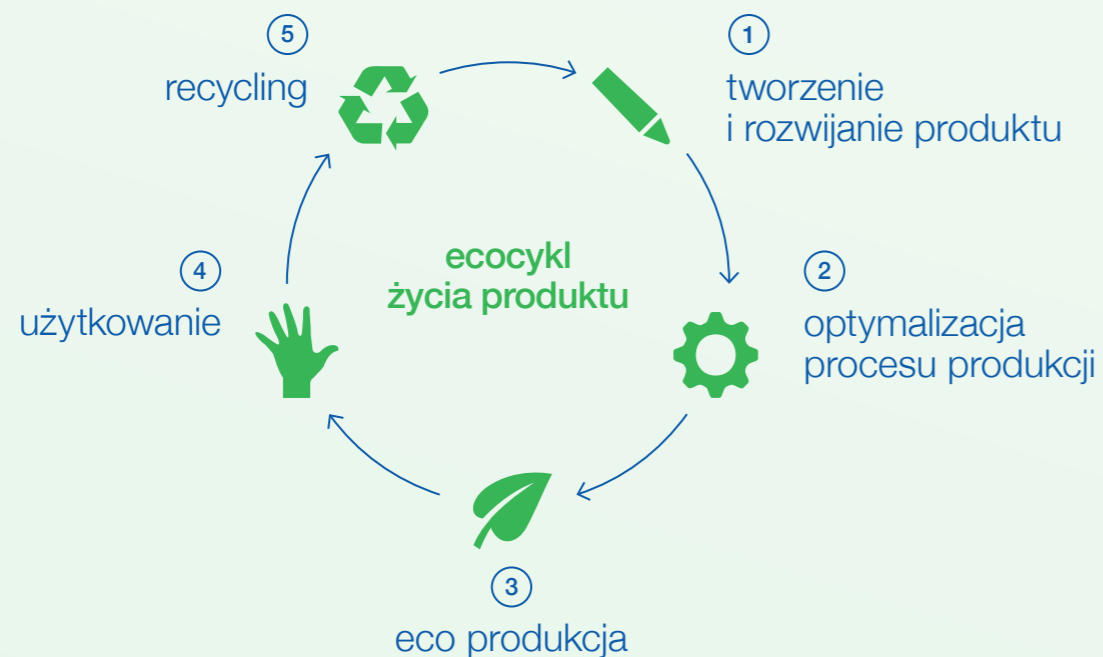 ecocykl
życia produktu
1
tworzenie
i rozwijanie produktu
2
optymalizacja
procesu produkcji
3
eco produkcja
4
użytkowanie
5
recycling